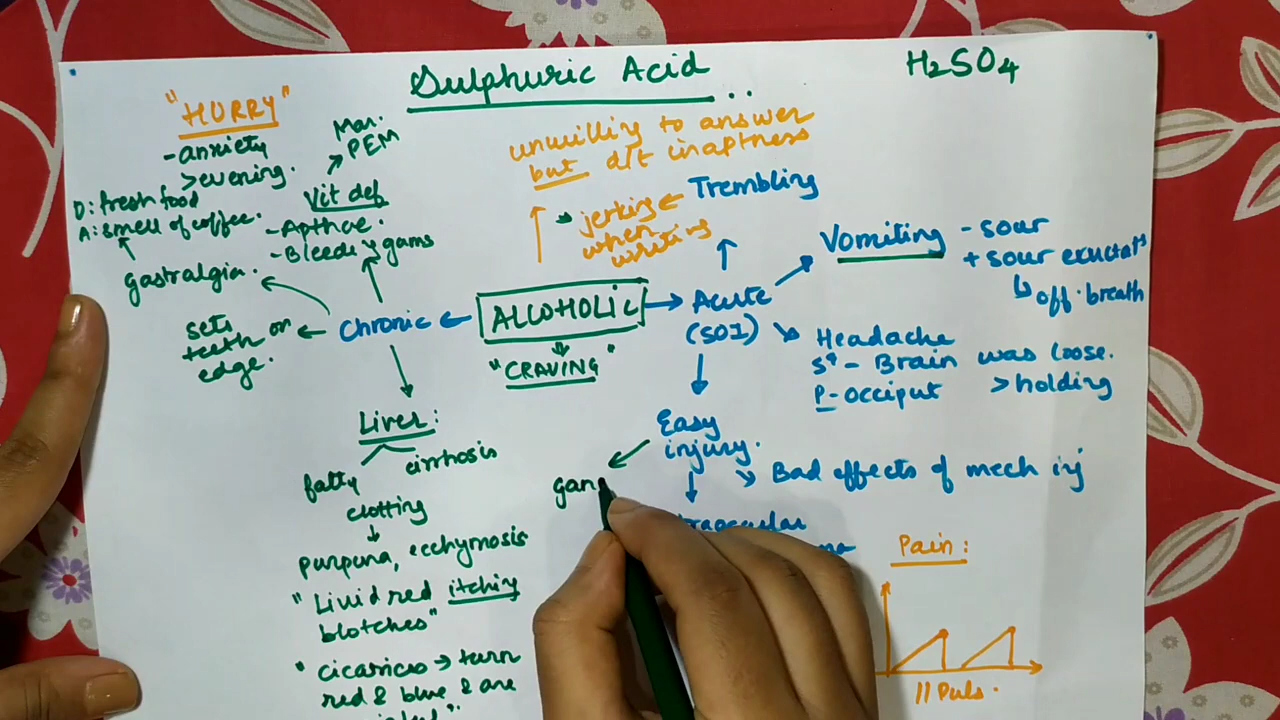 Sulphuric Acid ..
H2SO4
"HURRY"
-anxiety
>evening.
D: fresh food
A: smell of coffee.
gastralgia.
Mar.
PEM
Vit def
-Apthae.
-Bleeding gums
unwilling to answer
but d/t inaptness
Trembling
jerking
when
writing
Vomiting - sour
+ sour eructats
off. breath
ALCOHOLIC
"CRAVING"
Chronic
sets
teeth on
edge.
Acute
(SOI)
Headache
- Brain was loose.
P- occiput >holding
Liver:
fatty
cirrhosis
clotting
purpura, ecchymosis
"Livid red itching
blotches"
" cicarices → turn
red & blue & are
Easy
injury.
gan
Bad effects of mech inj
Pain:
11 Puls.